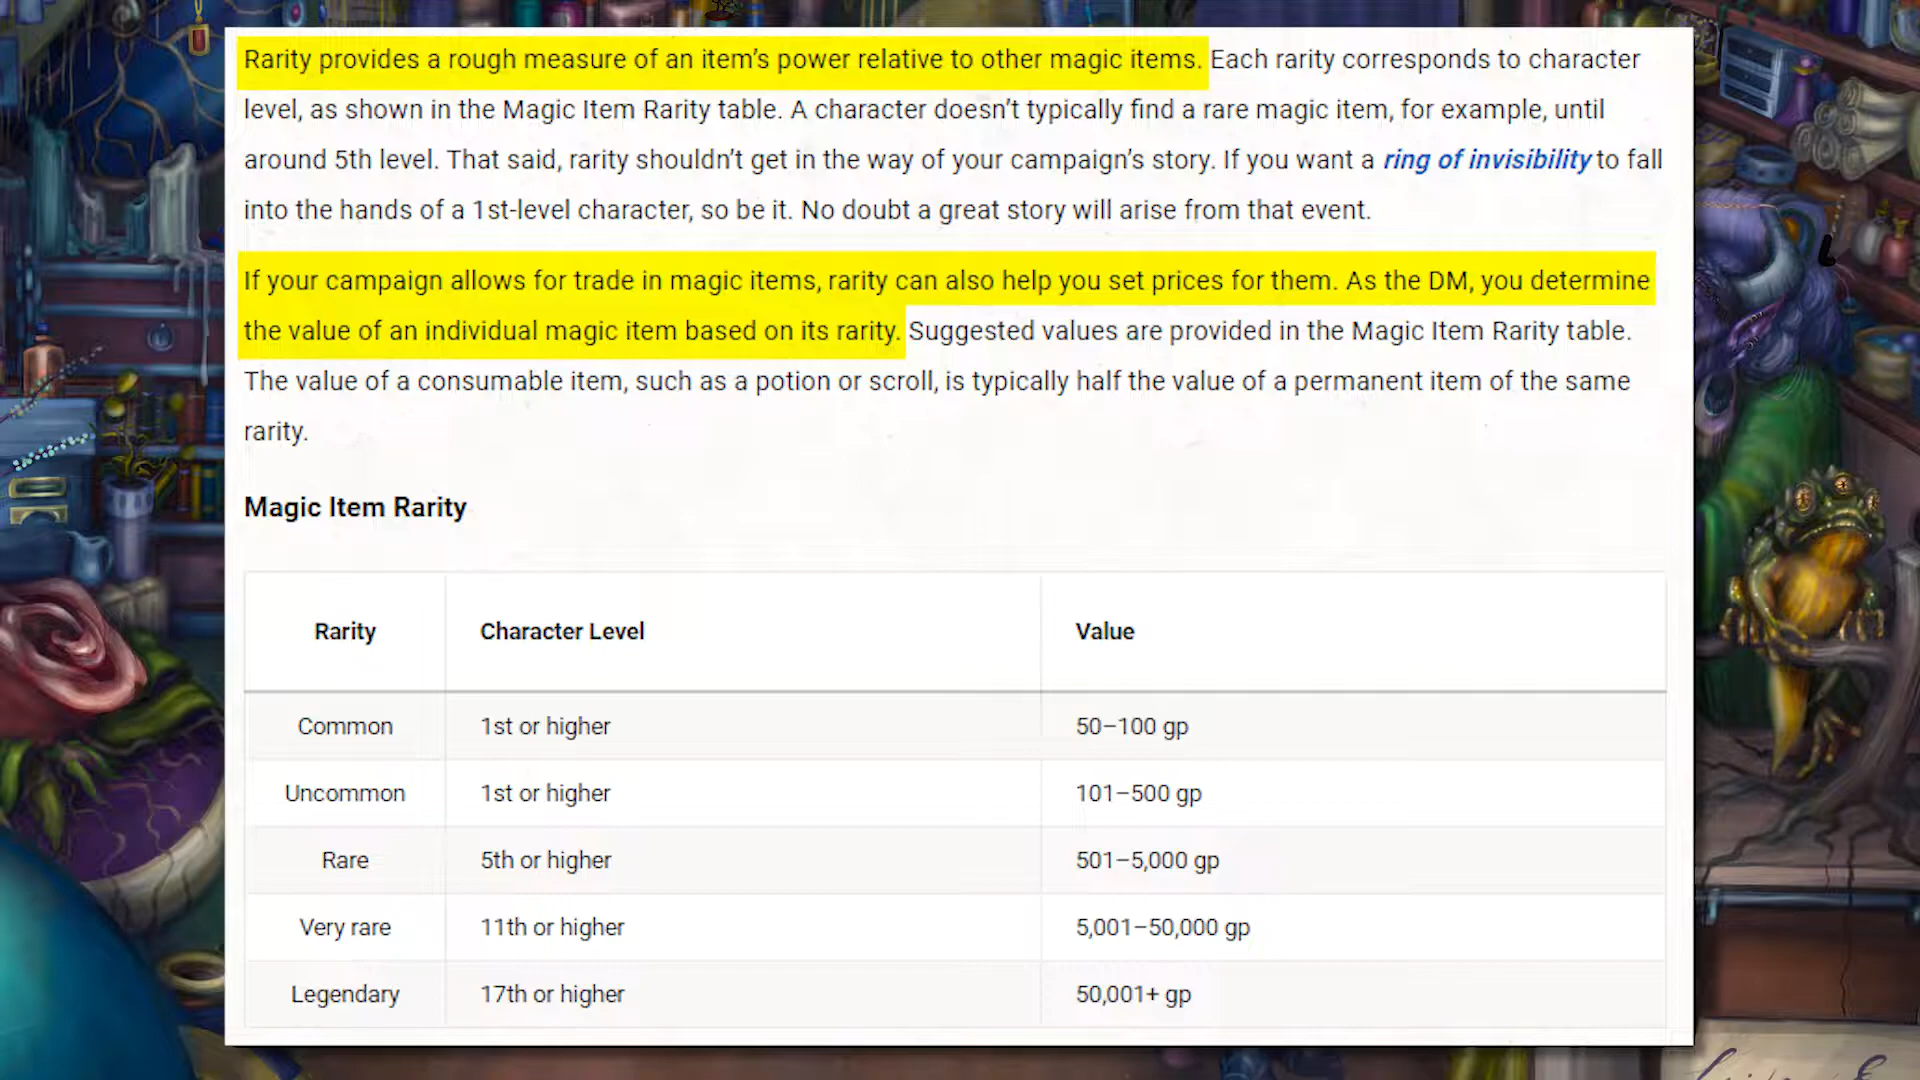 Rarity provides a rough measure of an item's power relative to other magic items. Each rarity corresponds to character
level, as shown in the Magic Item Rarity table. A character doesn't typically find a rare magic item, for example, until
around 5th level. That said, rarity shouldn't get in the way of your campaign's story. If you want a ring of invisibility to fall
into the hands of a 1st-level character, so be it. No doubt a great story will arise from that event.
If your campaign allows for trade in magic items, rarity can also help you set prices for them. As the DM, you determine
the value of an individual magic item based on its rarity. Suggested values are provided in the Magic Item Rarity table.
The value of a consumable item, such as a potion or scroll, is typically half the value of a permanent item of the same
rarity.
Magic Item Rarity
Rarity Character Level Value
Common 1st or higher 50–100 gp
Uncommon 1st or higher 101–500 gp
Rare 5th or higher 501–5,000 gp
Very rare 11th or higher 5,001–50,000 gp
Legendary 17th or higher 50,001+ gp